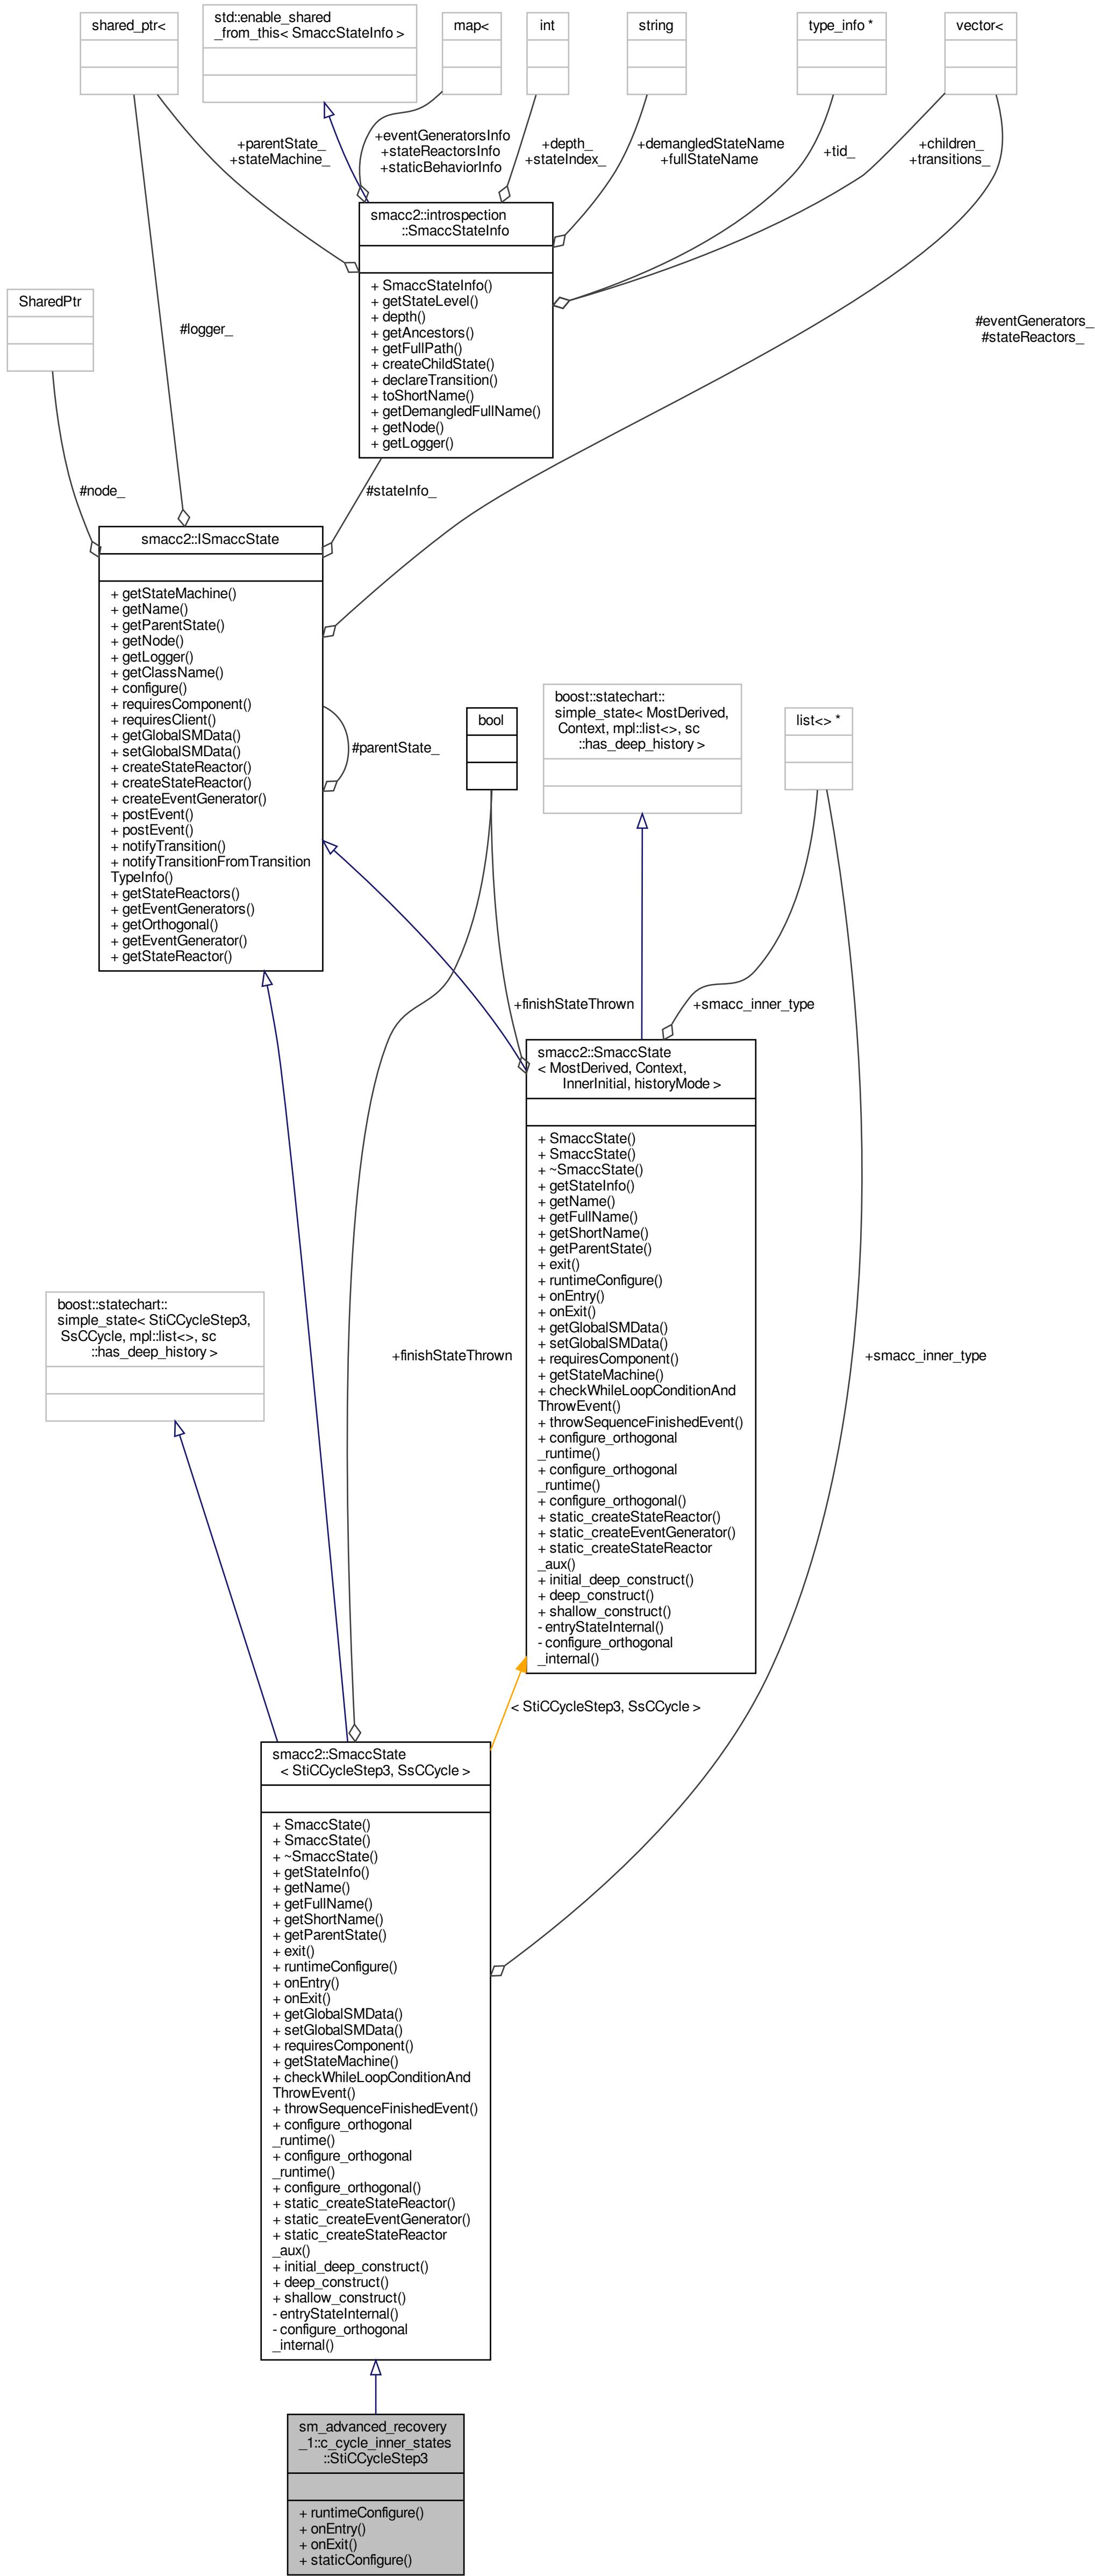 shared_ptr<
std::enable_shared
_from_this< SmaccStateInfo >
map<
int
string
type_info *
vector<
+parentState_
+stateMachine_
+eventGeneratorsInfo
+stateReactorsInfo
+staticBehaviorInfo
+depth_
+stateIndex_
+demangledStateName
+fullStateName
+tid_
+children_
+transitions_
smacc2::introspection
::SmaccStateInfo
+ SmaccStateInfo()
+ getStateLevel()
+ depth()
+ getAncestors()
+ getFullPath()
+ createChildState()
+ declareTransition()
+ toShortName()
+ getDemangledFullName()
+ getNode()
+ getLogger()
SharedPtr
#logger_
#eventGenerators_
#stateReactors_
#node_
#stateInfo_
smacc2::ISmaccState
+ getStateMachine()
+ getName()
+ getParentState()
+ getNode()
+ getLogger()
+ getClassName()
+ configure()
+ requiresComponent()
+ requiresClient()
+ getGlobalSMData()
+ setGlobalSMData()
+ createStateReactor()
+ createStateReactor()
+ createEventGenerator()
+ postEvent()
+ postEvent()
+ notifyTransition()
+ notifyTransitionFromTransition
TypeInfo()
+ getStateReactors()
+ getEventGenerators()
+ getOrthogonal()
+ getEventGenerator()
+ getStateReactor()
#parentState_
bool
boost::statechart::
simple_state< MostDerived,
Context, mpl::list<>, sc
::has_deep_history >
list<> *
+finishStateThrown
+smacc_inner_type
smacc2::SmaccState
< MostDerived, Context,
InnerInitial, historyMode >
+ SmaccState()
+ SmaccState()
+ ~SmaccState()
+ getStateInfo()
+ getName()
+ getFullName()
+ getShortName()
+ getParentState()
+ exit()
+ runtimeConfigure()
+ onEntry()
+ onExit()
+ getGlobalSMData()
+ setGlobalSMData()
+ requiresComponent()
+ getStateMachine()
+ checkWhileLoopConditionAnd
ThrowEvent()
+ throwSequenceFinishedEvent()
+ configure_orthogonal
_runtime()
+ configure_orthogonal
_runtime()
+ configure_orthogonal()
+ static_createStateReactor()
+ static_createEventGenerator()
+ static_createStateReactor
_aux()
+ initial_deep_construct()
+ deep_construct()
+ shallow_construct()
- entryStateInternal()
- configure_orthogonal
_internal()
boost::statechart::
simple_state< StiCCycleStep3,
SsCCycle, mpl::list<>, sc
::has_deep_history >
+finishStateThrown
+smacc_inner_type
< StiCCycleStep3, SsCCycle >
smacc2::SmaccState
< StiCCycleStep3, SsCCycle >
+ SmaccState()
+ SmaccState()
+ ~SmaccState()
+ getStateInfo()
+ getName()
+ getFullName()
+ getShortName()
+ getParentState()
+ exit()
+ runtimeConfigure()
+ onEntry()
+ onExit()
+ getGlobalSMData()
+ setGlobalSMData()
+ requiresComponent()
+ getStateMachine()
+ checkWhileLoopConditionAnd
ThrowEvent()
+ throwSequenceFinishedEvent()
+ configure_orthogonal
_runtime()
+ configure_orthogonal
_runtime()
+ configure_orthogonal()
+ static_createStateReactor()
+ static_createEventGenerator()
+ static_createStateReactor
_aux()
+ initial_deep_construct()
+ deep_construct()
+ shallow_construct()
- entryStateInternal()
- configure_orthogonal
_internal()
sm_advanced_recovery
_1::c_cycle_inner_states
::StiCCycleStep3
+ runtimeConfigure()
+ onEntry()
+ onExit()
+ staticConfigure()